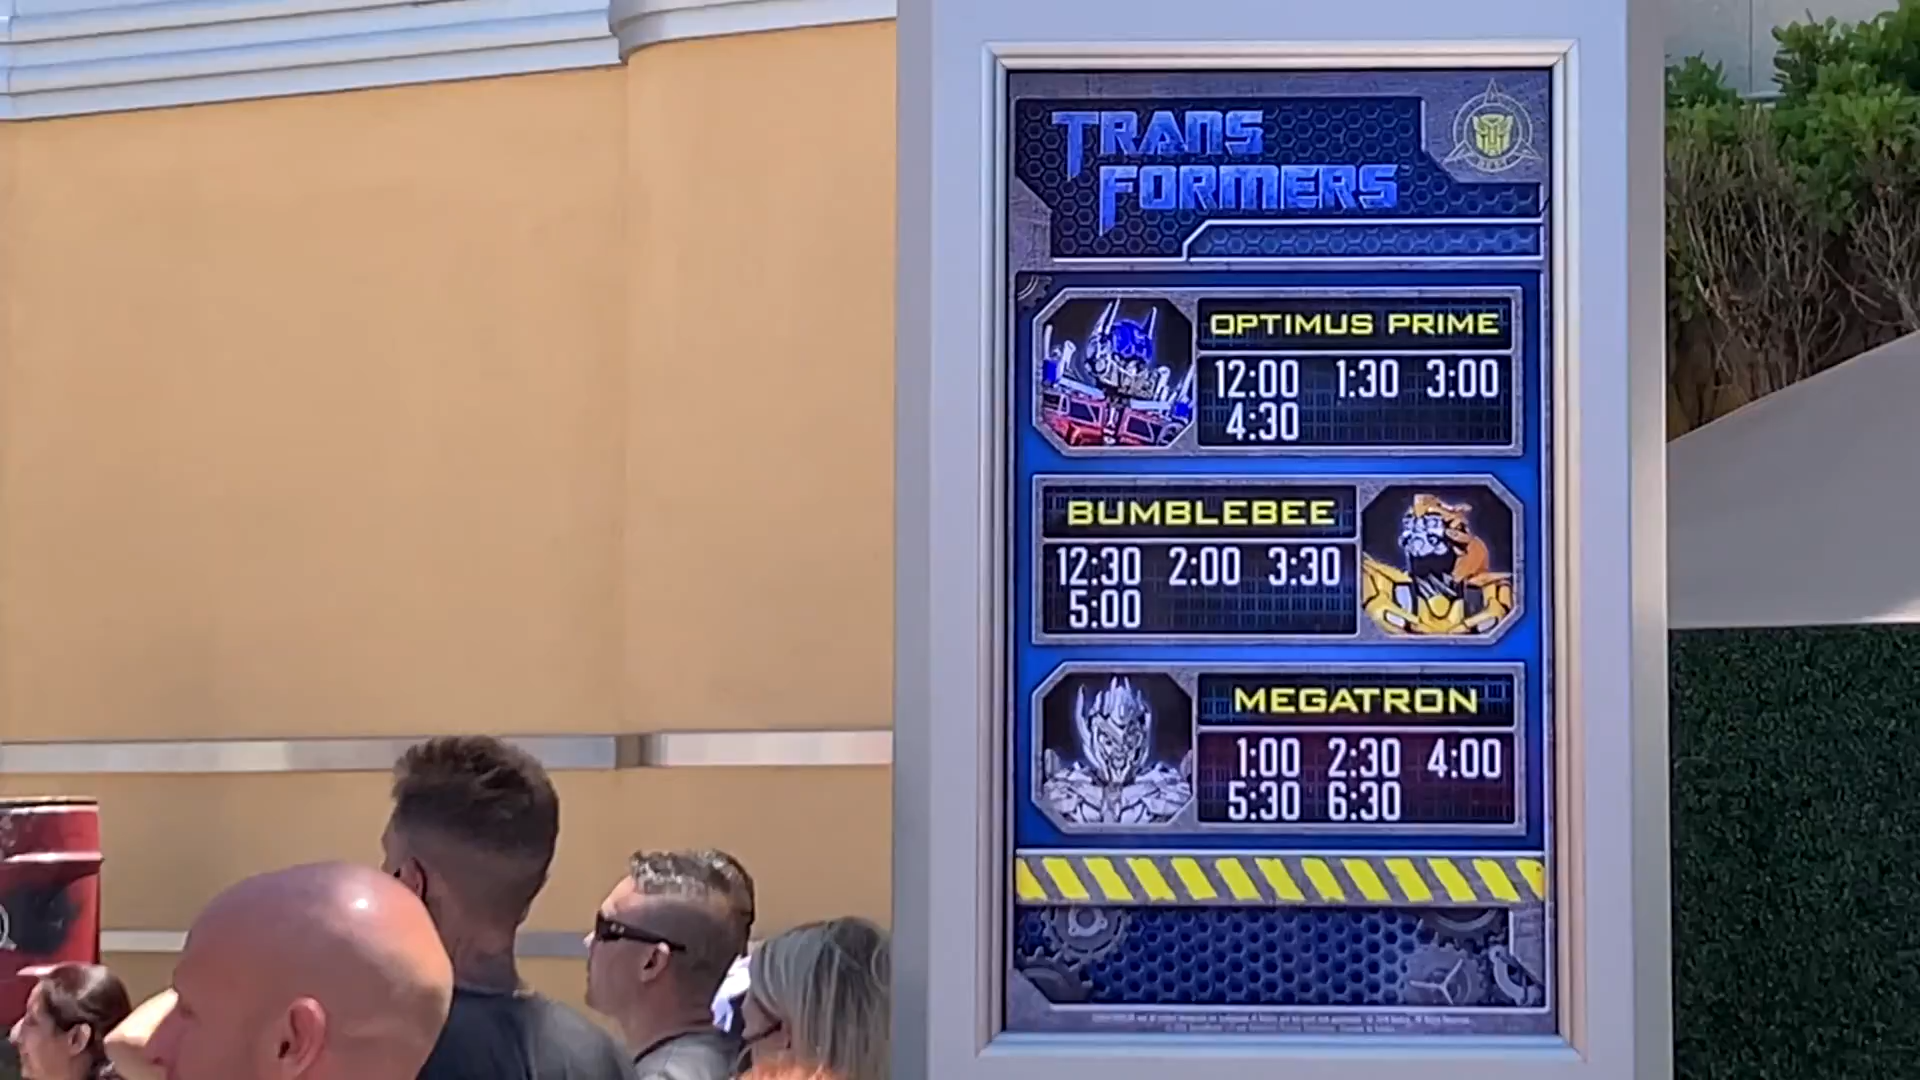 TRANS
FORMERS
OPTIMUS PRIME
12:00 1:30 3:00
4:30
BUMBLEBEE
12:30 2:00 3:30
5:00
MEGATRON
1:00 2:30 4:00
5:30 6:30